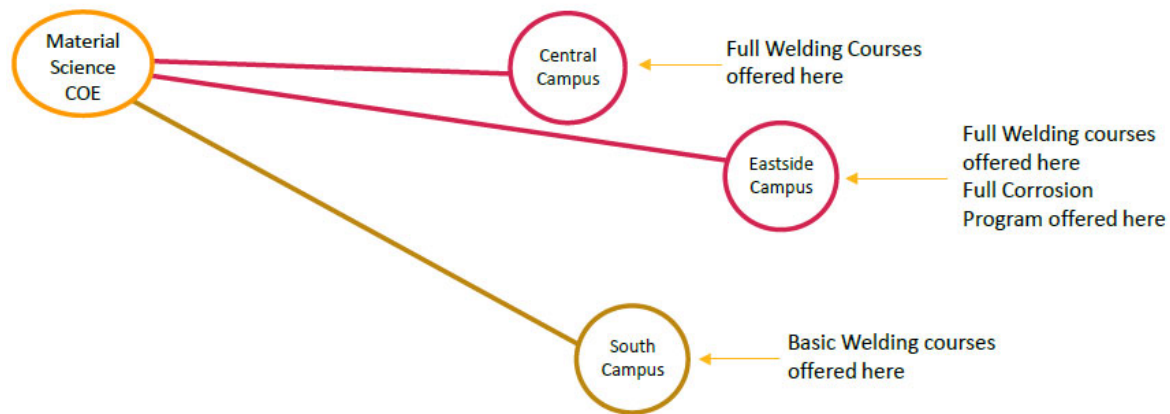 Material
Science
COE
Central
Campus
Full Welding Courses
offered here
Eastside
Campus
Full Welding courses
offered here
Full Corrosion
Program offered here
South
Campus
Basic Welding courses
offered here